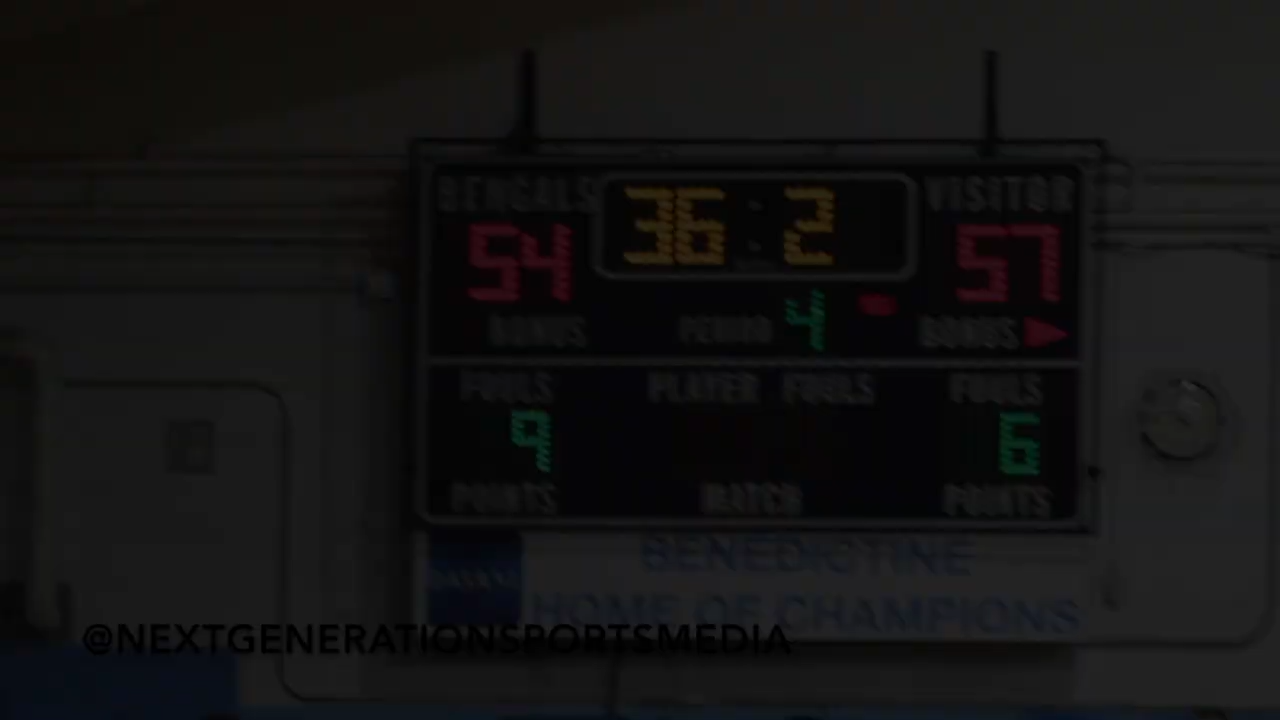 BENGALS 36:2 VISITOR
54 57
BONUS PERIOD 4 BONUS
FOULS PLAYER FOULS FOULS
9 6
POINTS MATCH POINTS
BENEDICTINE
HOME OF CHAMPIONS
@NEXTGENERATIONSPORTSMEDIA